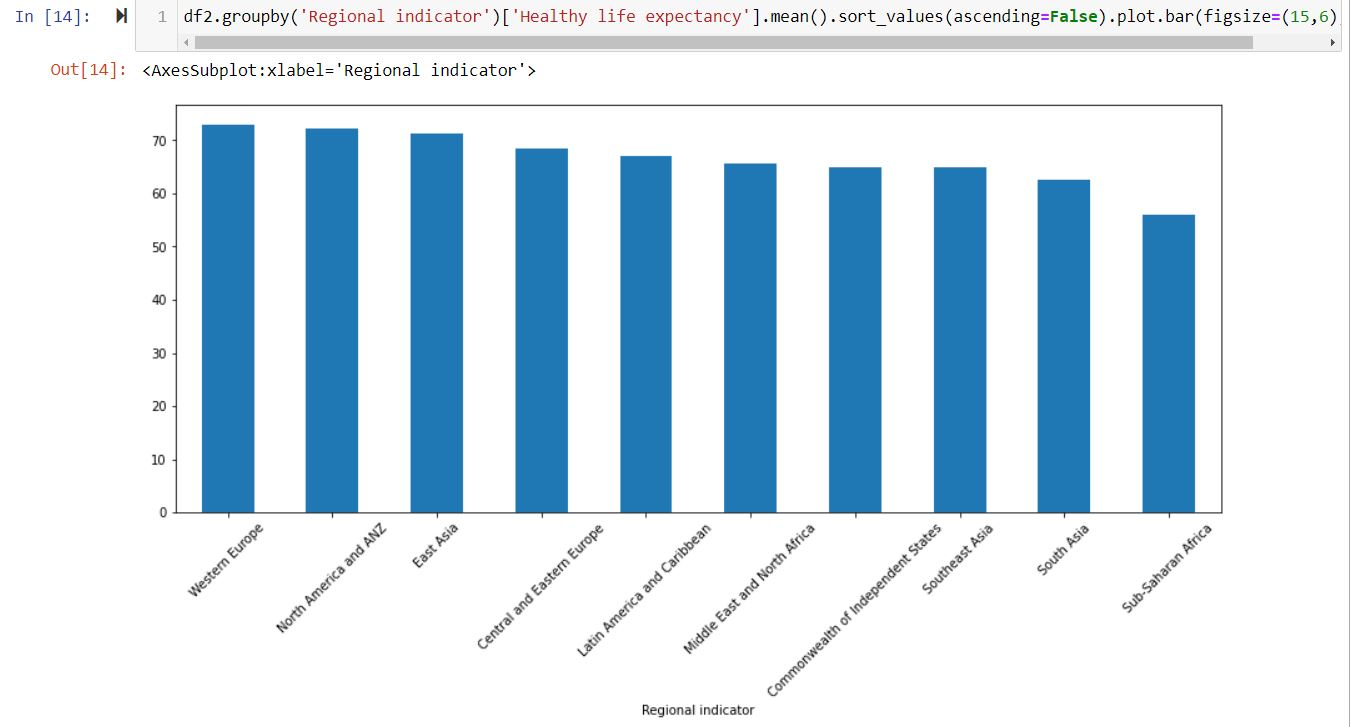 In [14]: 1 df2.groupby('Regional indicator')['Healthy life expectancy'].mean().sort_values(ascending=False).plot.bar(figsize=(15,6)
Out[14]: <AxesSubplot:xlabel='Regional indicator'>
70
60
50
40
30
20
10
0
Western Europe
North America and ANZ
East Asia
Central and Eastern Europe
Latin America and Caribbean
Middle East and North Africa
Commonwealth of Independent States
Southeast Asia
South Asia
Sub-Saharan Africa
Regional indicator